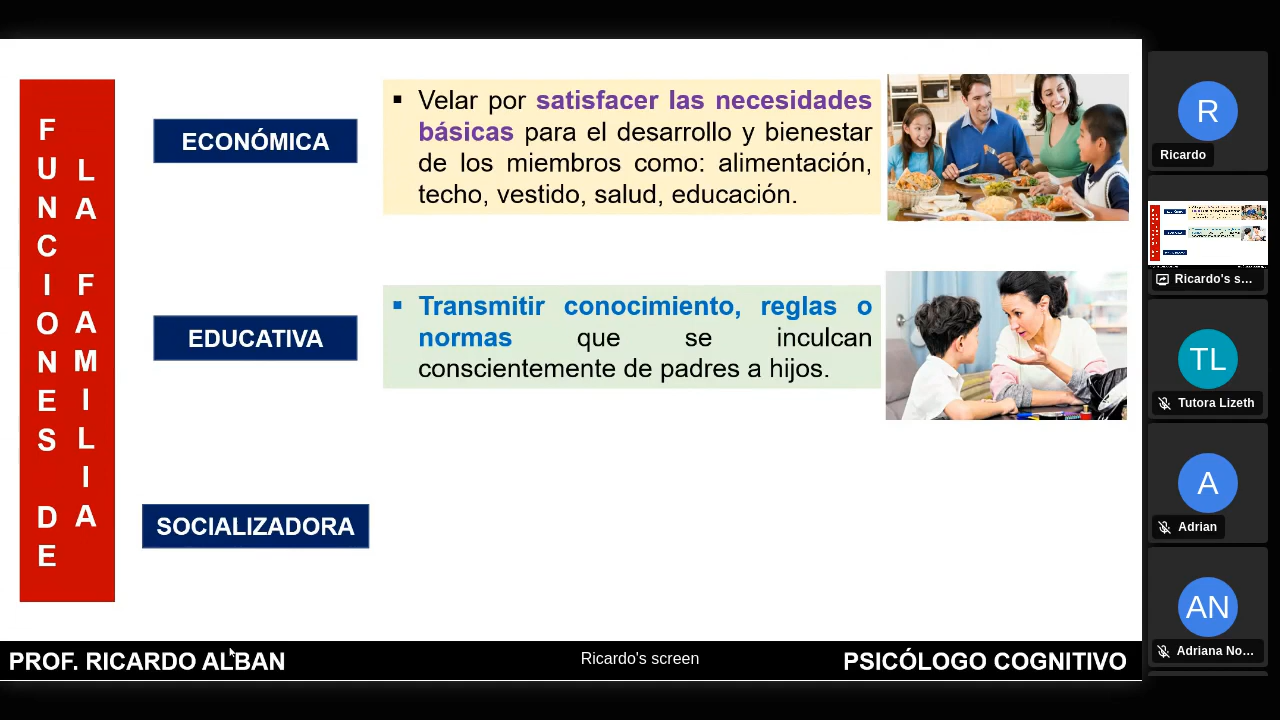 FUNCIONES DE
LA FAMILIA
ECONÓMICA
▪ Velar por satisfacer las necesidades
básicas para el desarrollo y bienestar
de los miembros como: alimentación,
techo, vestido, salud, educación.
EDUCATIVA
▪ Transmitir conocimiento, reglas o
normas que se inculcan
conscientemente de padres a hijos.
SOCIALIZADORA
PROF. RICARDO ALBAN
Ricardo's screen
PSICÓLOGO COGNITIVO
R
Ricardo
Ricardo's s...
TL
Tutora Lizeth
A
Adrian
AN
Adriana No...